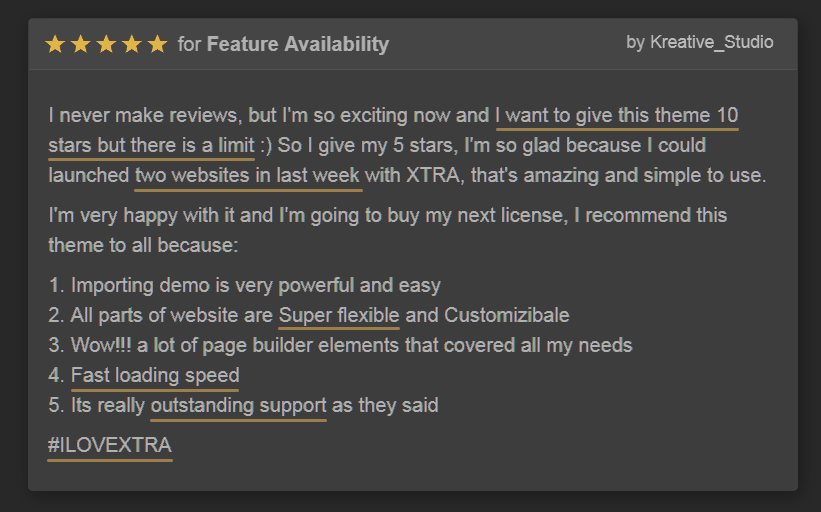 for Feature Availability by Kreative_Studio
I never make reviews, but I'm so exciting now and I want to give this theme 10
stars but there is a limit :) So I give my 5 stars, I'm so glad because I could
launched two websites in last week with XTRA, that's amazing and simple to use.
I'm very happy with it and I'm going to buy my next license, I recommend this
theme to all because:
1. Importing demo is very powerful and easy
2. All parts of website are Super flexible and Customizibale
3. Wow!!! a lot of page builder elements that covered all my needs
4. Fast loading speed
5. Its really outstanding support as they said
#ILOVEXTRA